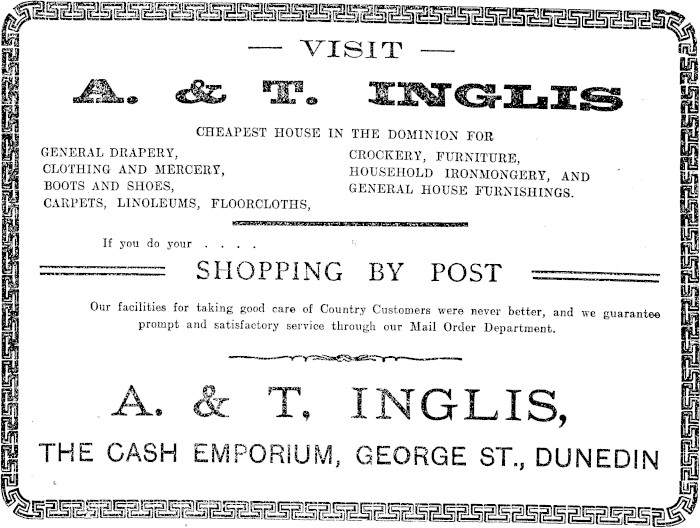 — VISIT —
A. & T. INGLIS
CHEAPEST HOUSE IN THE DOMINION FOR
GENERAL DRAPERY,
CLOTHING AND MERCERY,
BOOTS AND SHOES,
CARPETS, LINOLEUMS, FLOORCLOTHS,
CROCKERY, FURNITURE,
HOUSEHOLD IRONMONGERY, AND
GENERAL HOUSE FURNISHINGS.
If you do your . . . .
SHOPPING BY POST
Our facilities for taking good care of Country Customers were never better, and we guarantee
prompt and satisfactory service through our Mail Order Department.
A. & T. INGLIS,
THE CASH EMPORIUM, GEORGE ST., DUNEDIN